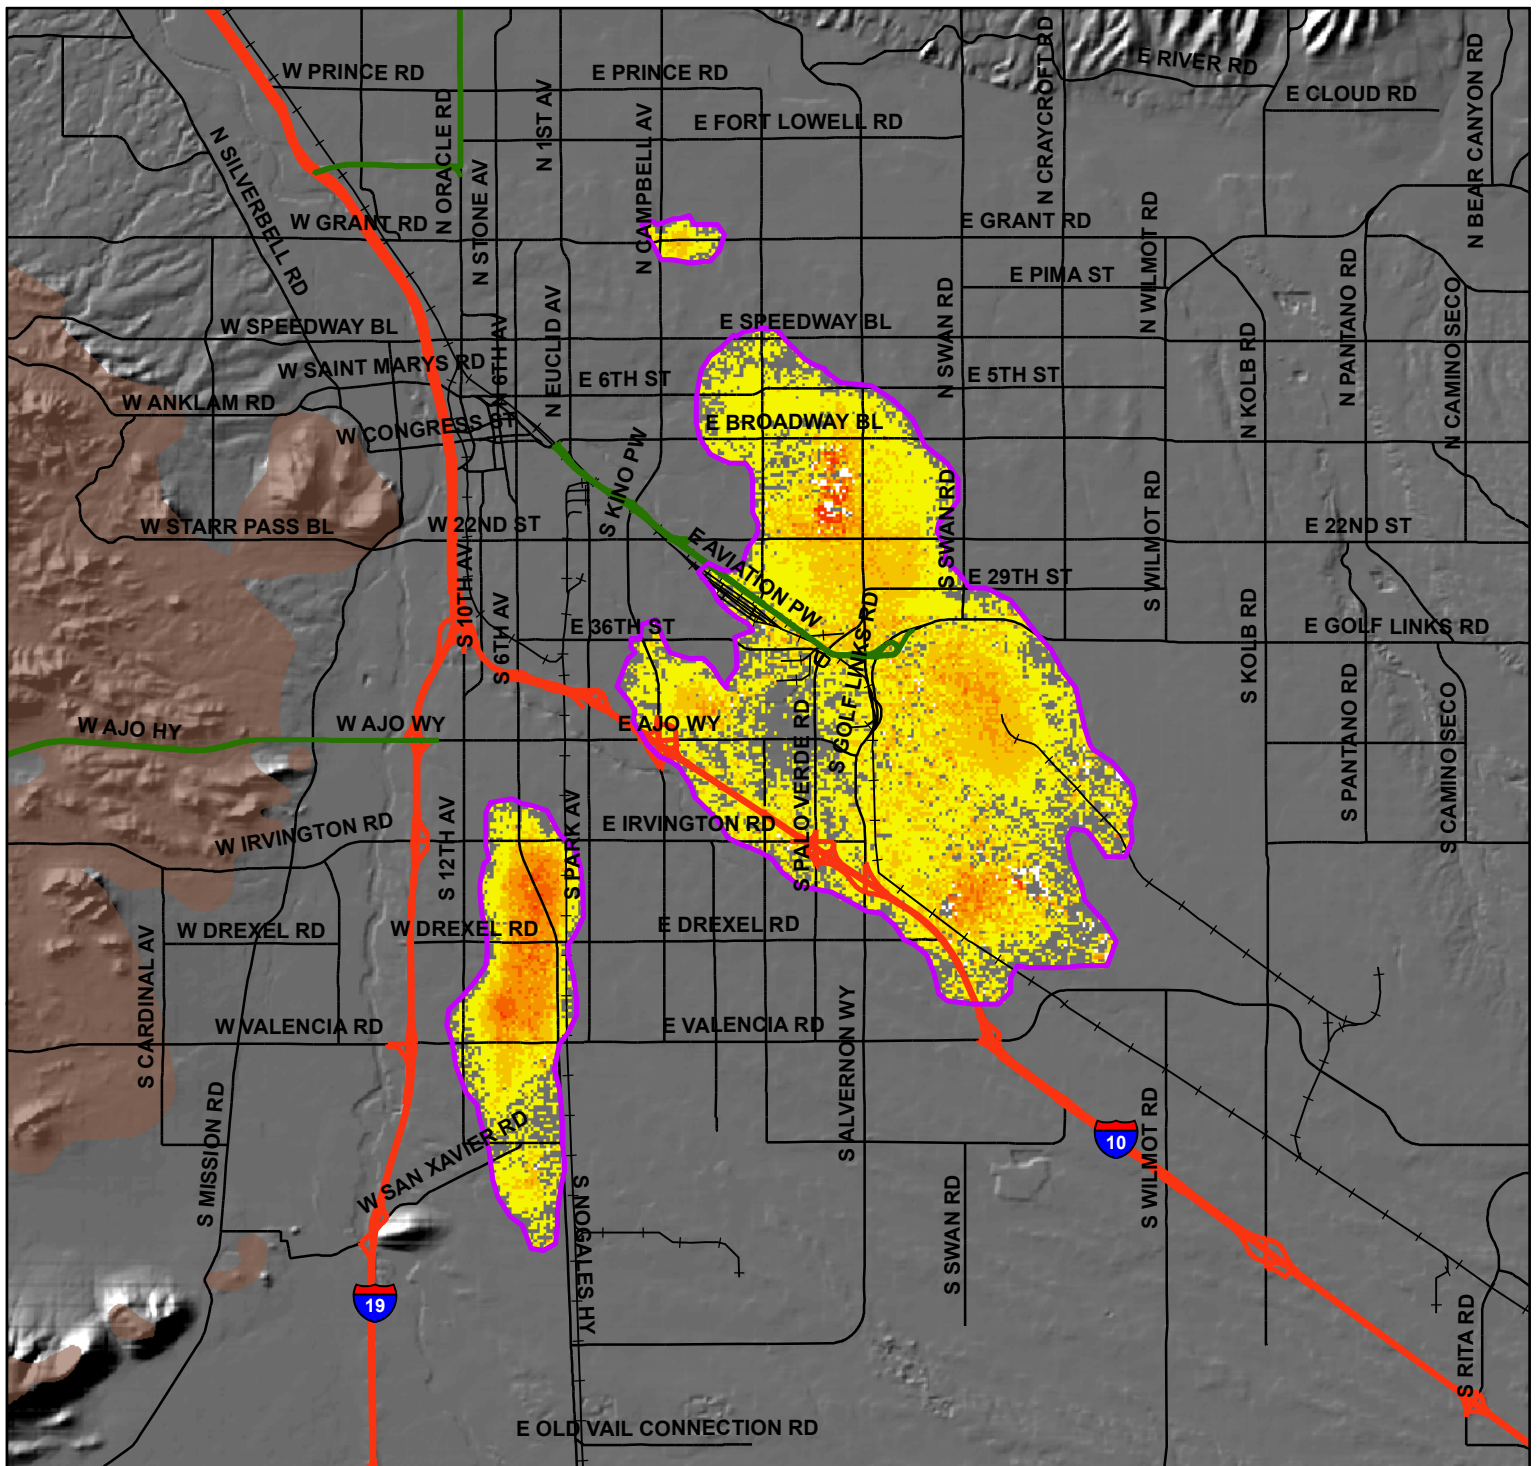 W PRINCE RD
E PRINCE RD
E RIVER RD
E CLOUD RD
N BEAR CANYON RD
N CRAYCROFT RD
N 1ST AV
N ORACLE RD
E FORT LOWELL RD
N CAMPBELL AV
N SILVERBELL RD
N STONE AV
W GRANT RD
E GRANT RD
N WILMOT RD
E PIMA ST
N PANTANO RD
N CAMINO SECO
N SWAN RD
W SPEEDWAY BL
E SPEEDWAY BL
N 6TH AV
N EUCLID AV
N KOLB RD
W SAINT MARYS RD
E 6TH ST
E 5TH ST
W ANKLAM RD
W CONGRESS ST
E BROADWAY BL
S KINO PW
W STARR PASS BL
W 22ND ST
E 22ND ST
S SWAN RD
S WILMOT RD
E AVIATION PW
E 29TH ST
S 10TH AV
S 6TH AV
E 36TH ST
S GOLF LINKS RD
E GOLF LINKS RD
S KOLB RD
W AJO HY
W AJO WY
E AJO WY
S PALO VERDE RD
S PANTANO RD
S CAMINO SECO
W IRVINGTON RD
E IRVINGTON RD
S 12TH AV
S PARK AV
W DREXEL RD
W DREXEL RD
E DREXEL RD
S CARDINAL AV
W VALENCIA RD
E VALENCIA RD
S ALVERNON WY
S MISSION RD
W SAN XAVIER RD
10
S WILMOT RD
S NOGALES HY
S SWAN RD
19
S RITA RD
E OLD VAIL CONNECTION RD